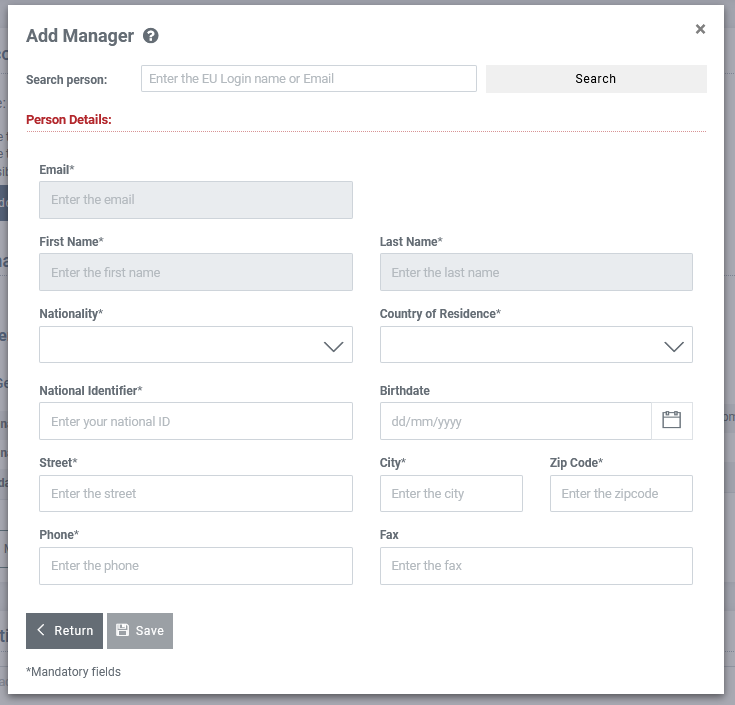 Add Manager
Search person: Enter the EU Login name or Email Search
Person Details:
Email*
Enter the email
First Name* Last Name*
Enter the first name Enter the last name
Nationality* Country of Residence*
National Identifier* Birthdate
Enter your national ID dd/mm/yyyy
Street* City* Zip Code*
Enter the street Enter the city Enter the zipcode
Phone* Fax
Enter the phone Enter the fax
Return Save
*Mandatory fields